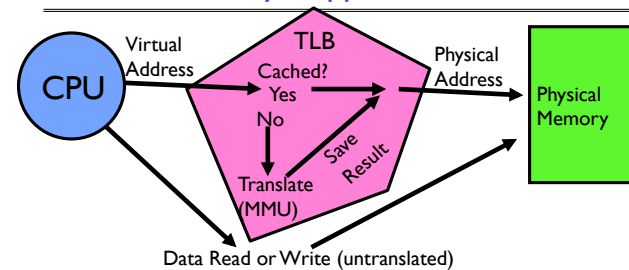 TLB
Virtual
Address
CPU
Cached?
Yes
No
Save
Result
Translate
(MMU)
Physical
Address
Physical
Memory
Data Read or Write (untranslated)